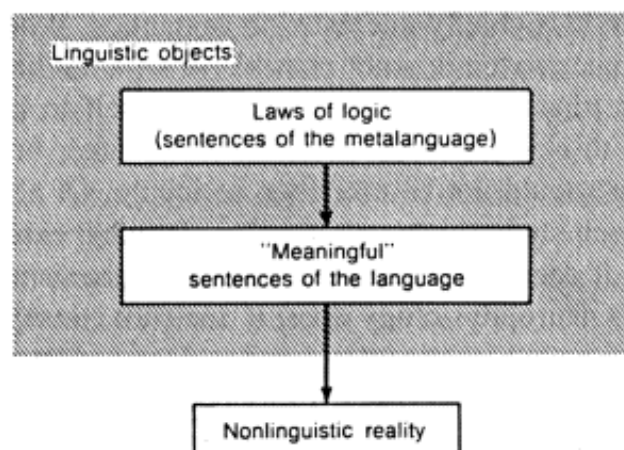 Linguistic objects
Laws of logic
(sentences of the metalanguage)
"Meaningful"
sentences of the language
Nonlinguistic reality